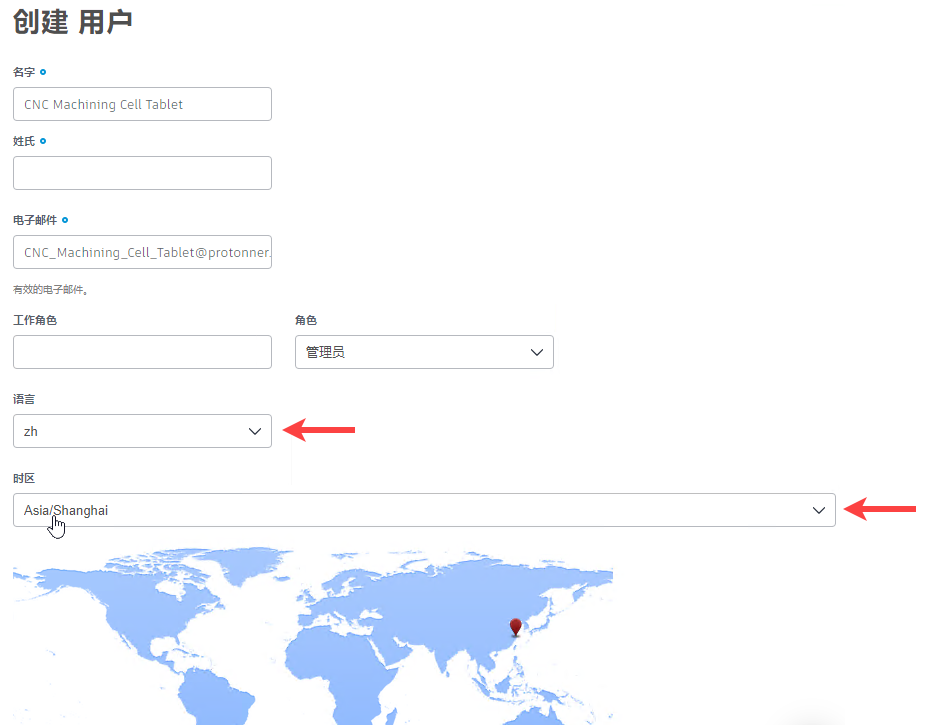 创建 用户
名字
CNC Machining Cell Tablet
姓氏
电子邮件
CNC_Machining_Cell_Tablet@protonner.
有效的电子邮件。
工作角色 角色
管理员
语言
zh
时区
Asia/Shanghai